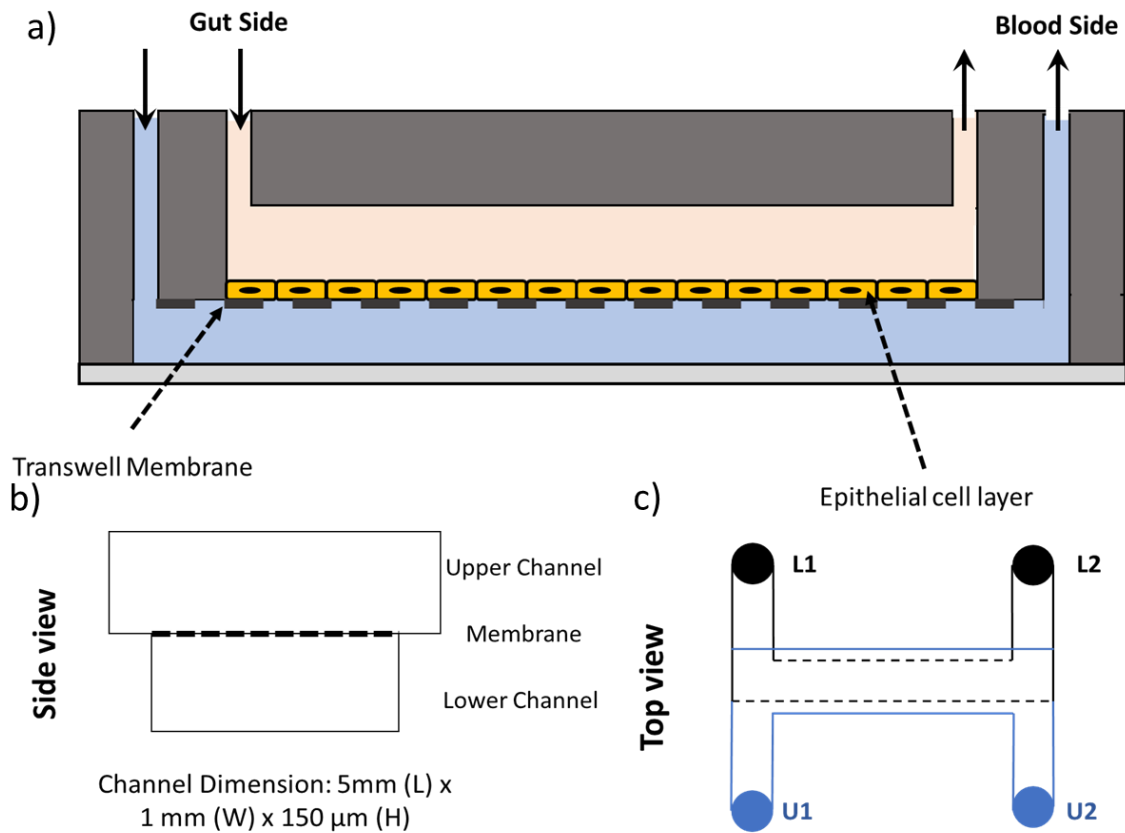 a)
Gut Side
Blood Side
Transwell Membrane
Epithelial cell layer
b)
Side view
Upper Channel
Membrane
Lower Channel
Channel Dimension: 5mm (L) x
1 mm (W) x 150 µm (H)
c)
Top view
L1
L2
U1
U2